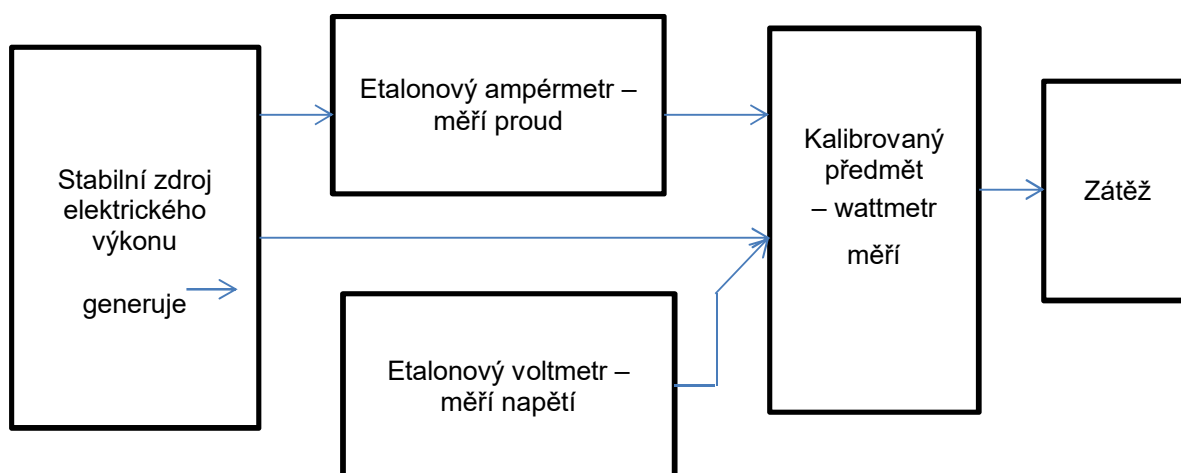 Stabilní zdroj
elektrického
výkonu
generuje
Etalonový ampérmetr –
měří proud
Etalonový voltmetr –
měří napětí
Kalibrovaný
předmět
– wattmetr
měří
Zátěž